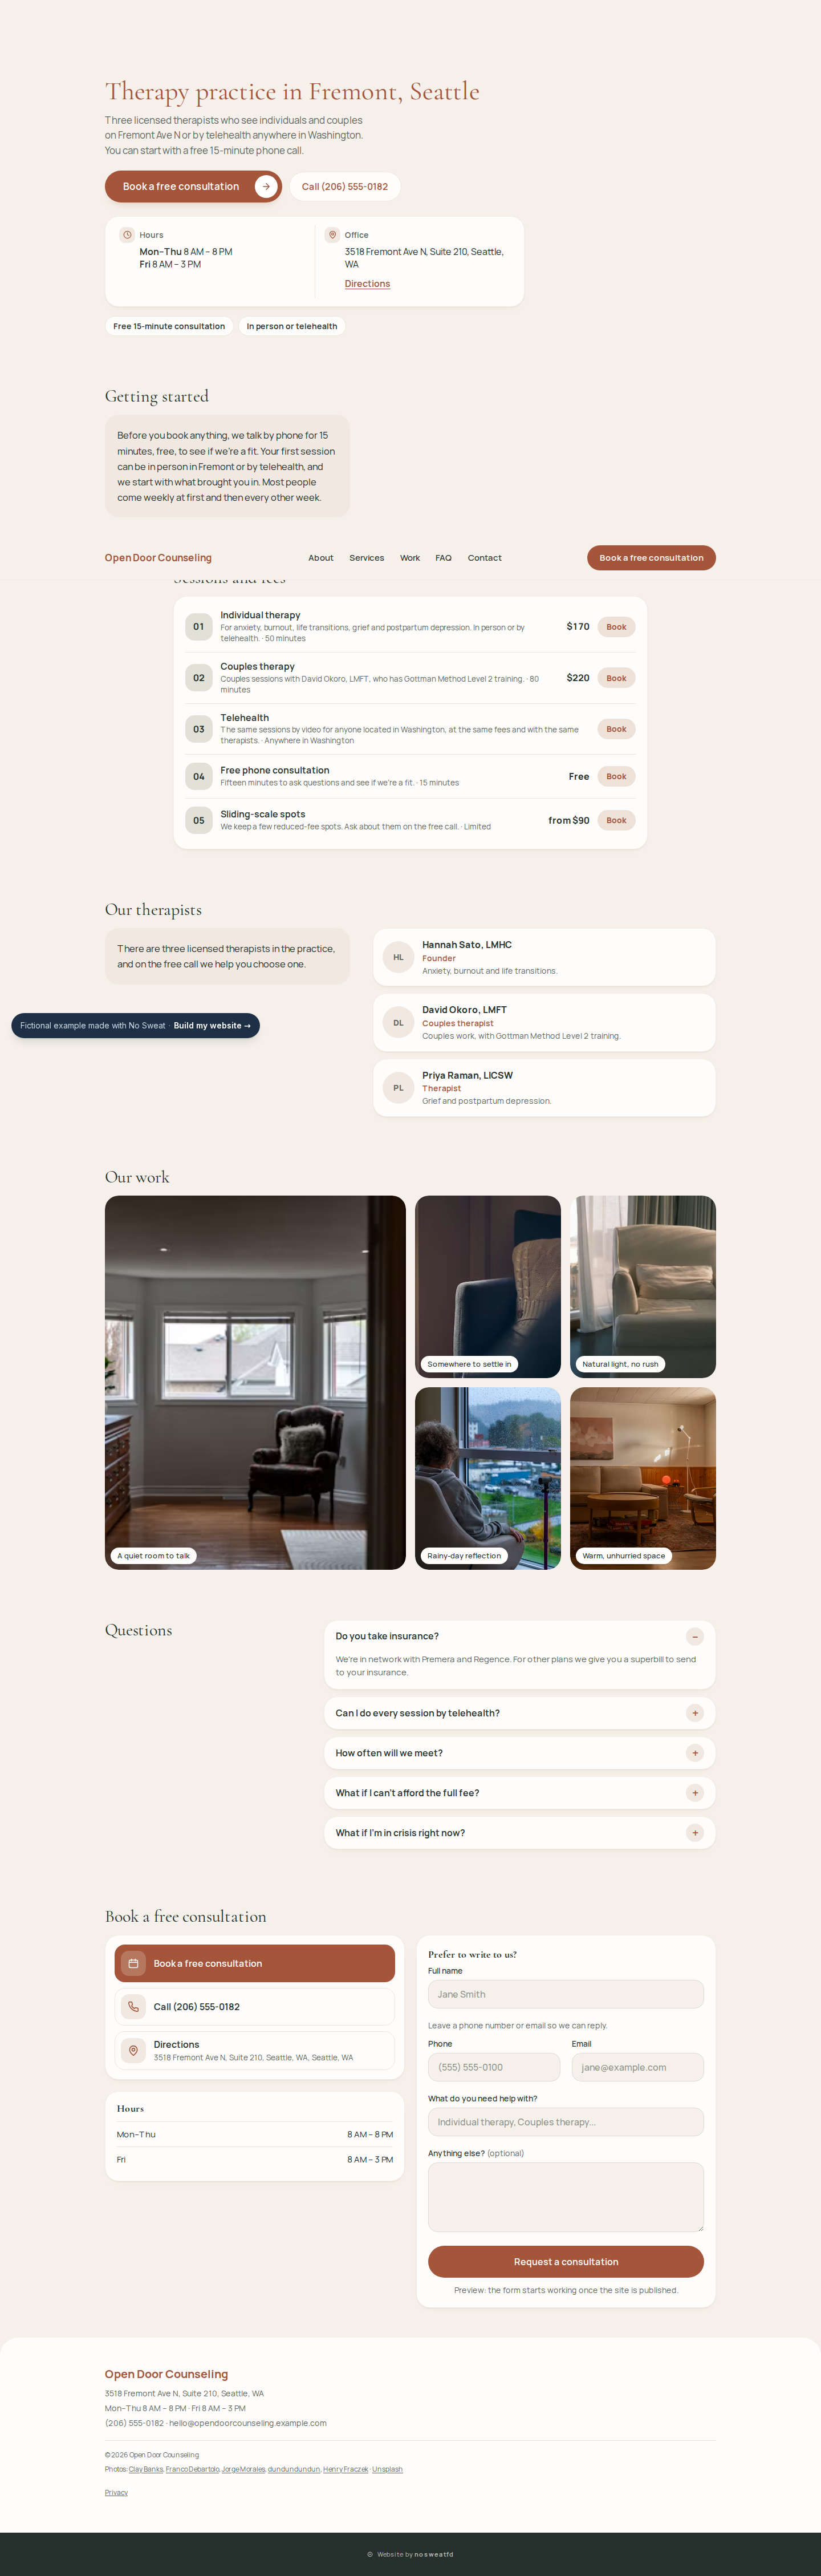 Therapy practice in Fremont, Seattle
Three licensed therapists who see individuals and couples
on Fremont Ave N or by telehealth anywhere in Washington.
You can start with a free 15-minute phone call.
Book a free consultation
Call (206) 555-0182
Hours
Mon–Thu 8 AM – 8 PM
Fri 8 AM – 3 PM
Office
3518 Fremont Ave N, Suite 210, Seattle,
WA
Directions
Free 15-minute consultation
In person or telehealth
Getting started
Before you book anything, we talk by phone for 15
minutes, free, to see if we're a fit. Your first session
can be in person in Fremont or by telehealth, and
we start with what brought you in. Most people
come weekly at first and then every other week.
Open Door Counseling
About
Services
Work
FAQ
Contact
Book a free consultation
Sessions and fees
01
Individual therapy
For anxiety, burnout, life transitions, grief and postpartum depression. In person or by
telehealth. · 50 minutes
$170
Book
02
Couples therapy
Couples sessions with David Okoro, LMFT, who has Gottman Method Level 2 training. · 80
minutes
$220
Book
03
Telehealth
The same sessions by video for anyone located in Washington, at the same fees and with the same
therapists. · Anywhere in Washington
Book
04
Free phone consultation
Fifteen minutes to ask questions and see if we're a fit. · 15 minutes
Free
Book
05
Sliding-scale spots
We keep a few reduced-fee spots. Ask about them on the free call. · Limited
from $90
Book
Our therapists
There are three licensed therapists in the practice,
and on the free call we help you choose one.
HL
Hannah Sato, LMHC
Founder
Anxiety, burnout and life transitions.
DL
David Okoro, LMFT
Couples therapist
Couples work, with Gottman Method Level 2 training.
PL
Priya Raman, LICSW
Therapist
Grief and postpartum depression.
Fictional example made with No Sweat · Build my website →
Our work
A quiet room to talk
Somewhere to settle in
Natural light, no rush
Rainy-day reflection
Warm, unhurried space
Questions
Do you take insurance?
We're in network with Premera and Regence. For other plans we give you a superbill to send
to your insurance.
Can I do every session by telehealth?
How often will we meet?
What if I can't afford the full fee?
What if I'm in crisis right now?
Book a free consultation
Book a free consultation
Call (206) 555-0182
Directions
3518 Fremont Ave N, Suite 210, Seattle, WA, Seattle, WA
Hours
Mon–Thu 8 AM – 8 PM
Fri 8 AM – 3 PM
Prefer to write to us?
Full name
Jane Smith
Leave a phone number or email so we can reply.
Phone
(555) 555-0100
Email
jane@example.com
What do you need help with?
Individual therapy, Couples therapy...
Anything else? (optional)
Request a consultation
Preview: the form starts working once the site is published.
Open Door Counseling
3518 Fremont Ave N, Suite 210, Seattle, WA
Mon–Thu 8 AM – 8 PM · Fri 8 AM – 3 PM
(206) 555-0182 · hello@opendoorcounseling.example.com
© 2026 Open Door Counseling
Photos: Clay Banks, Franco Debartolo, Jorge Morales, dundundundun, Henry Fraczek · Unsplash
Privacy
Website by nosweatfd